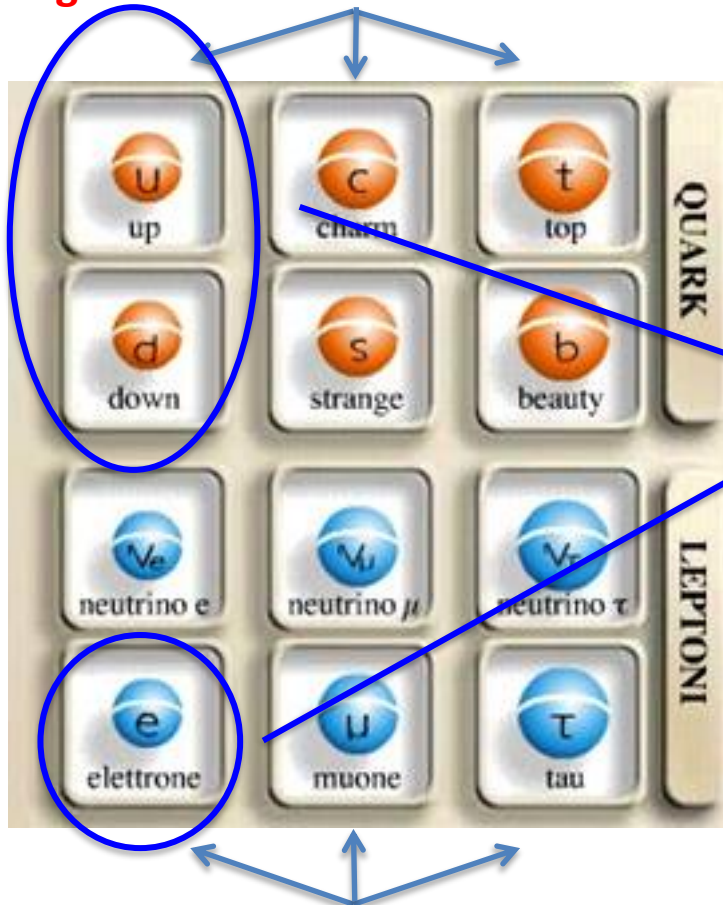 u c t
up charm top
QUARK
d s b
down strange beauty
νe νμ ντ
neutrino e neutrino μ neutrino τ
LEPTONI
e μ τ
elettrone muone tau